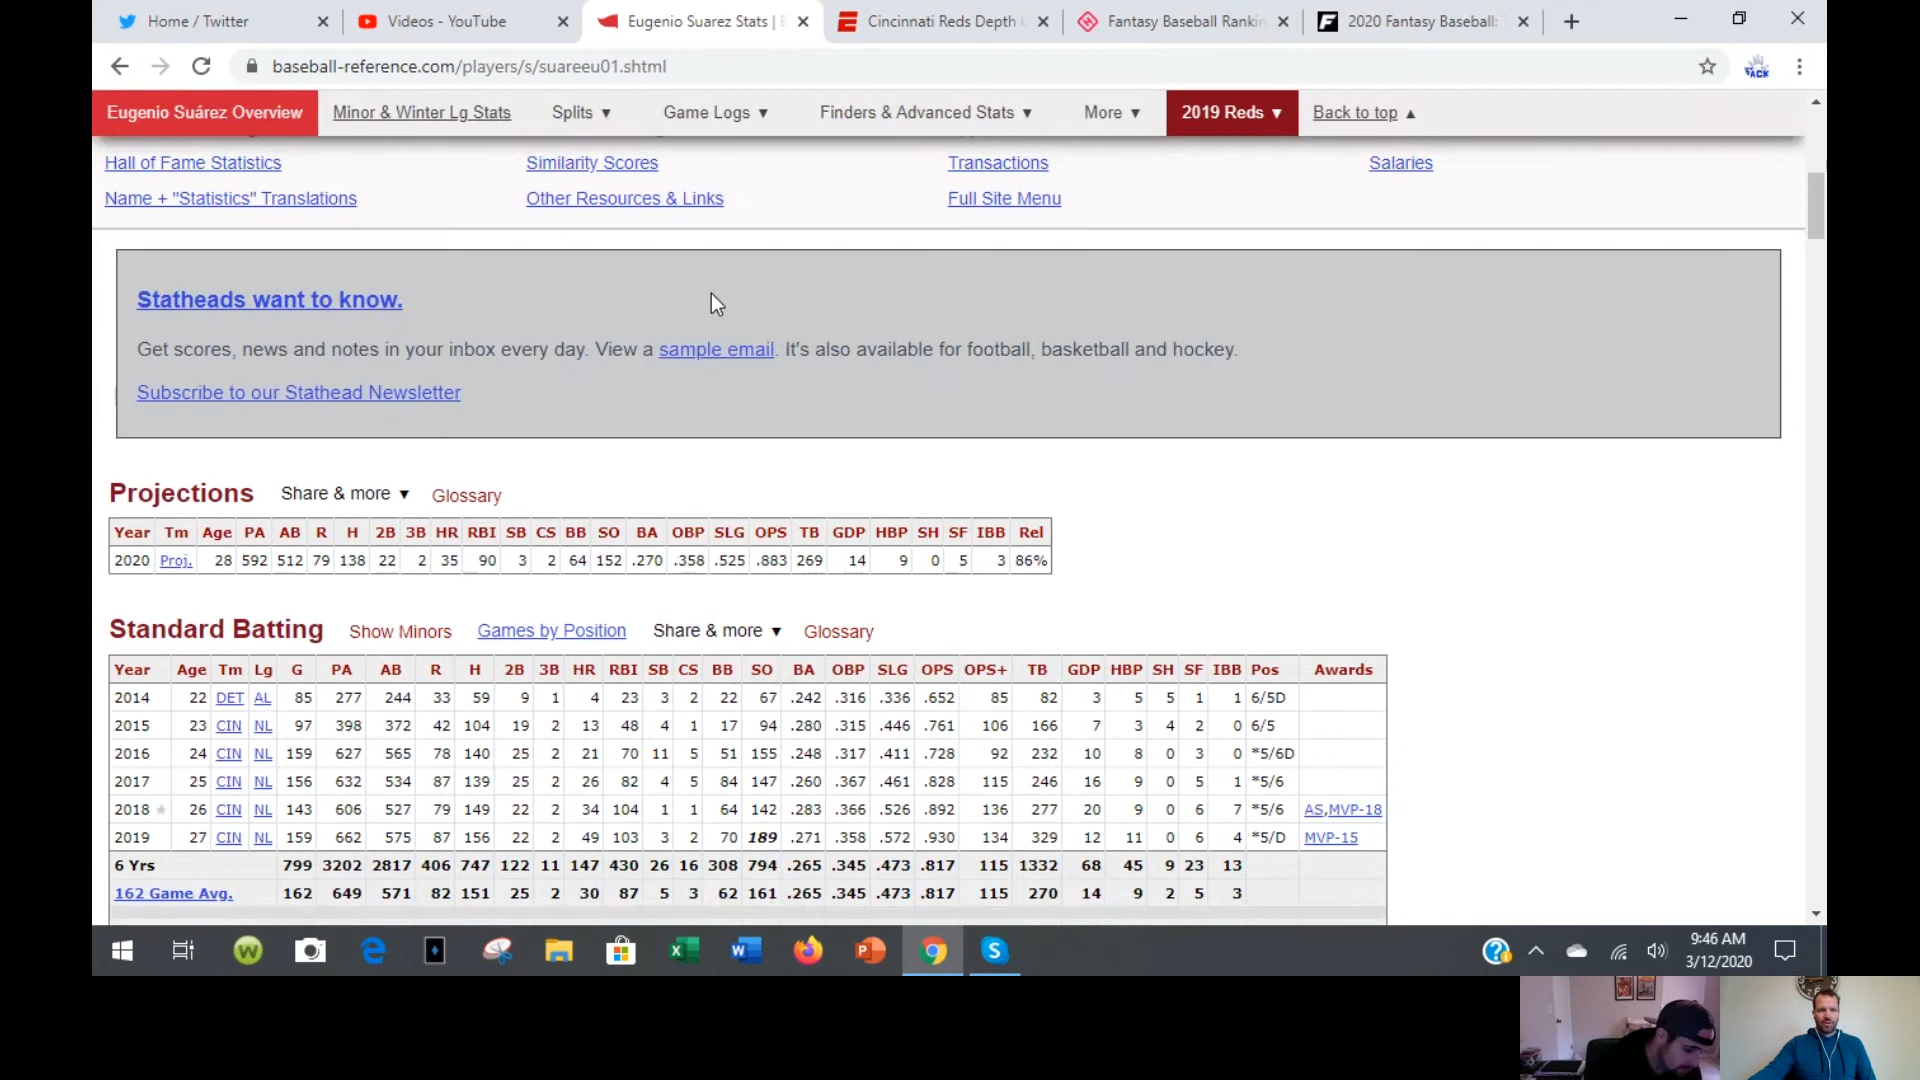 Home / Twitter
Videos - YouTube
Eugenio Suarez Stats |
Cincinnati Reds Depth
Fantasy Baseball Rankin
2020 Fantasy Baseball:
baseball-reference.com/players/s/suareeu01.shtml
Eugenio Suárez Overview Minor & Winter Lg Stats Splits ▼ Game Logs ▼ Finders & Advanced Stats ▼ More ▼ 2019 Reds ▼ Back to top ▲
Hall of Fame Statistics Similarity Scores Transactions Salaries
Name + "Statistics" Translations Other Resources & Links Full Site Menu
Statheads want to know.
Get scores, news and notes in your inbox every day. View a sample email. It's also available for football, basketball and hockey.
Subscribe to our Stathead Newsletter
Projections Share & more ▼ Glossary
Year Tm Age PA AB R H 2B 3B HR RBI SB CS BB SO BA OBP SLG OPS TB GDP HBP SH SF IBB Rel
2020 Proj. 28 592 512 79 138 22 2 35 90 3 2 64 152 .270 .358 .525 .883 269 14 9 0 5 3 86%
Standard Batting Show Minors Games by Position Share & more ▼ Glossary
Year Age Tm Lg G PA AB R H 2B 3B HR RBI SB CS BB SO BA OBP SLG OPS OPS+ TB GDP HBP SH SF IBB Pos Awards
2014 22 DET AL 85 277 244 33 59 9 1 4 23 3 2 22 67 .242 .316 .336 .652 85 82 3 5 5 1 1 6/5D
2015 23 CIN NL 97 398 372 42 104 19 2 13 48 4 1 17 94 .280 .315 .446 .761 106 166 7 3 4 2 0 6/5
2016 24 CIN NL 159 627 565 78 140 25 2 21 70 11 5 51 155 .248 .317 .411 .728 92 232 10 8 0 3 0 *5/6D
2017 25 CIN NL 156 632 534 87 139 25 2 26 82 4 5 84 147 .260 .367 .461 .828 115 246 16 9 0 5 1 *5/6
2018 ★ 26 CIN NL 143 606 527 79 149 22 2 34 104 1 1 64 142 .283 .366 .526 .892 136 277 20 9 0 6 7 *5/6 AS,MVP-18
2019 27 CIN NL 159 662 575 87 156 22 2 49 103 3 2 70 189 .271 .358 .572 .930 134 329 12 11 0 6 4 *5/D MVP-15
6 Yrs 799 3202 2817 406 747 122 11 147 430 26 16 308 794 .265 .345 .473 .817 115 1332 68 45 9 23 13
162 Game Avg. 162 649 571 82 151 25 2 30 87 5 3 62 161 .265 .345 .473 .817 115 270 14 9 2 5 3
9:46 AM
3/12/2020